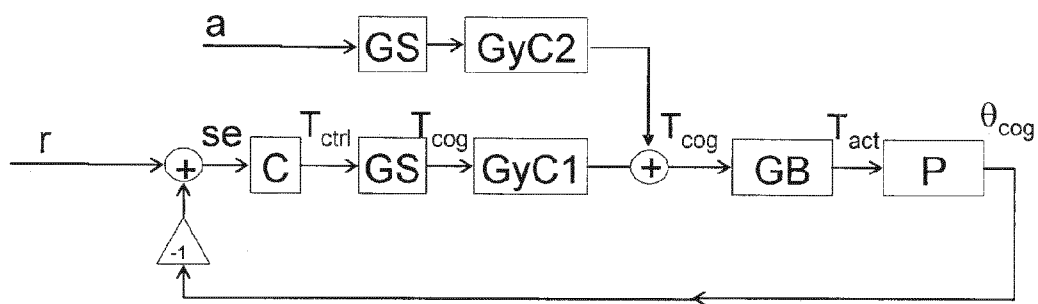 a
GS
GyC2
r
+
se
C
T_ctrl
GS
T_cog
GyC1
+
T_cog
GB
T_act
P
θ_cog
-1